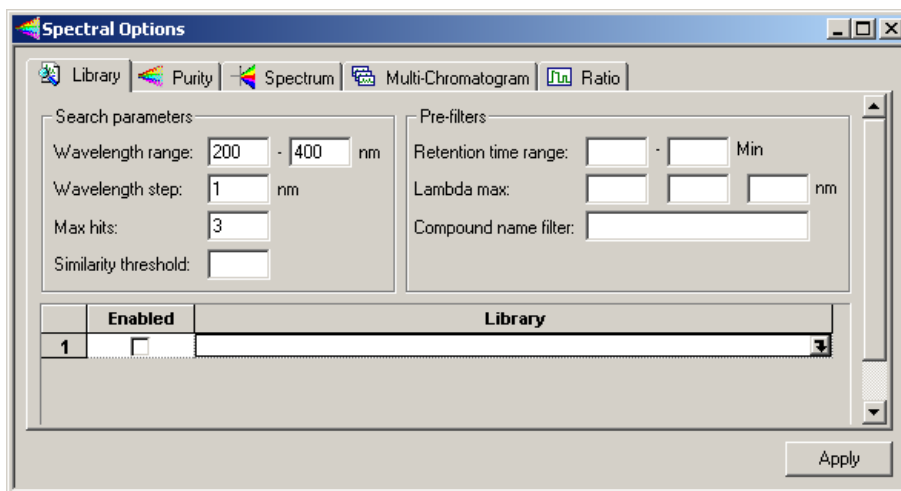 Spectral Options
Library Purity Spectrum Multi-Chromatogram Ratio
Search parameters
Wavelength range: 200 - 400 nm
Wavelength step: 1 nm
Max hits: 3
Similarity threshold:
Pre-filters
Retention time range: - Min
Lambda max: nm
Compound name filter:
Enabled Library
1
Apply